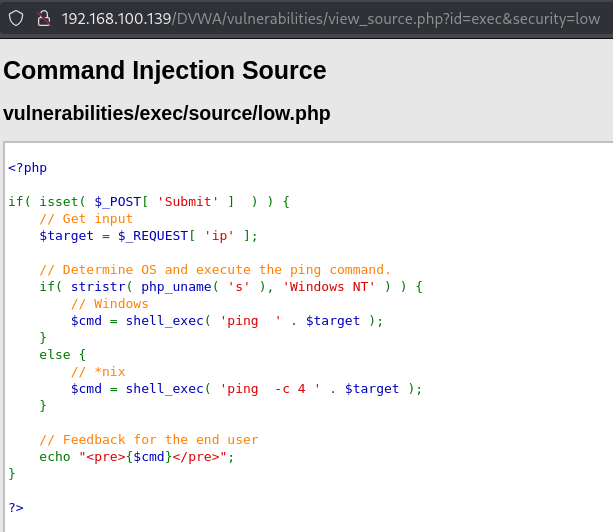 192.168.100.139/DVWA/vulnerabilities/view_source.php?id=exec&security=low
Command Injection Source
vulnerabilities/exec/source/low.php
<?php
if( isset( $_POST[ 'Submit' ]  ) ) {
    // Get input
    $target = $_REQUEST[ 'ip' ];
    // Determine OS and execute the ping command.
    if( stristr( php_uname( 's' ), 'Windows NT' ) ) {
        // Windows
        $cmd = shell_exec( 'ping  ' . $target );
    }
    else {
        // *nix
        $cmd = shell_exec( 'ping  -c 4 ' . $target );
    }
    // Feedback for the end user
    echo "<pre>{$cmd}</pre>";
}
?>